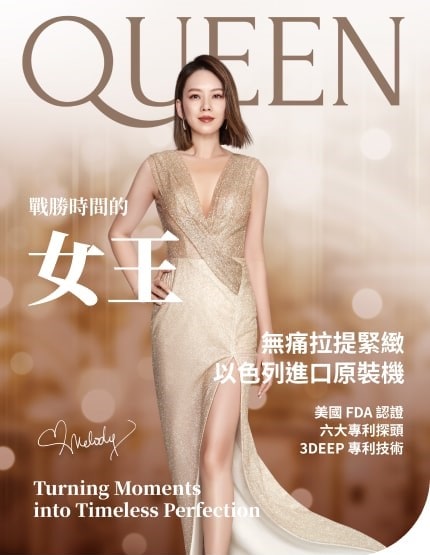 QUEEN
戰勝時間的
女王
無痛拉提緊緻
以色列進口原裝機
美國 FDA 認證
六大專利探頭
3DEEP 專利技術
Melody
Turning Moments
into Timeless Perfection